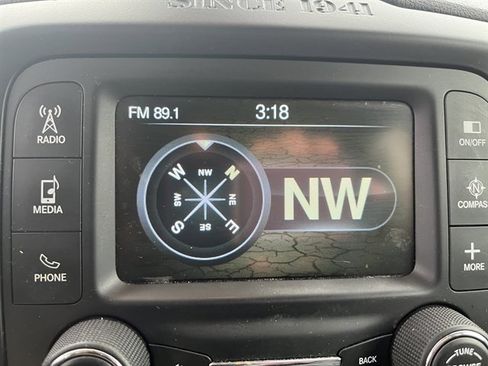 SINCE 1941
FM 89.1
3:18
RADIO
MEDIA
PHONE
NW
W
N
SW
NE
S
SE
E
NW
ON/OFF
COMPASS
MORE
BACK
TUNE